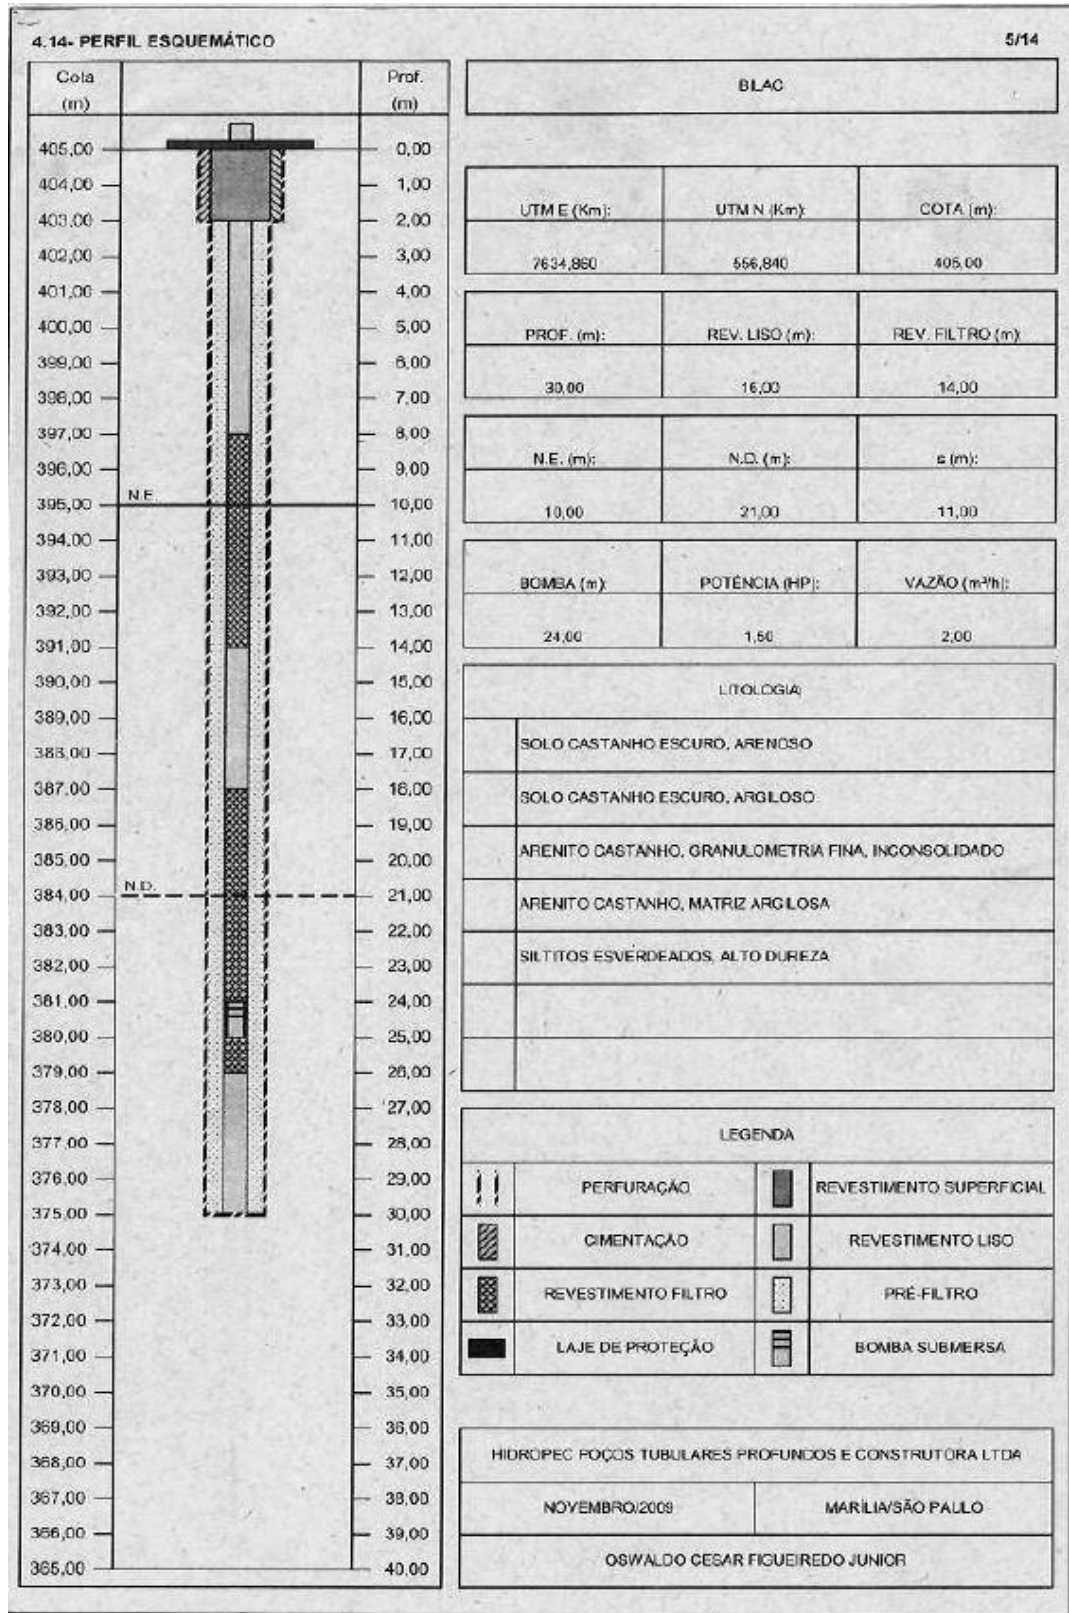 4.14- PERFIL ESQUEMÁTICO
5/14
Cota
(m)
Prof.
(m)
405,00
404,00
403,00
402,00
401,00
400,00
399,00
398,00
397,00
396,00
395,00
394,00
393,00
392,00
391,00
390,00
389,00
388,00
387,00
386,00
385,00
384,00
383,00
382,00
381,00
380,00
379,00
378,00
377,00
376,00
375,00
374,00
373,00
372,00
371,00
370,00
369,00
368,00
367,00
366,00
365,00
N.E.
N.D.
0,00
1,00
2,00
3,00
4,00
5,00
6,00
7,00
8,00
9,00
10,00
11,00
12,00
13,00
14,00
15,00
16,00
17,00
18,00
19,00
20,00
21,00
22,00
23,00
24,00
25,00
26,00
27,00
28,00
29,00
30,00
31,00
32,00
33,00
34,00
35,00
36,00
37,00
38,00
39,00
40,00
BILAC
UTM E (Km): UTM N (Km): COTA (m):
7634,860 556,840 405,00
PROF. (m): REV. LISO (m): REV. FILTRO (m)
30,00 16,00 14,00
N.E. (m): N.D. (m): s (m):
10,00 21,00 11,00
BOMBA (m): POTÊNCIA (HP): VAZÃO (m³/h):
24,00 1,50 2,00
LITOLOGIA
SOLO CASTANHO ESCURO, ARENOSO
SOLO CASTANHO ESCURO, ARGILOSO
ARENITO CASTANHO, GRANULOMETRIA FINA, INCONSOLIDADO
ARENITO CASTANHO, MATRIZ ARGILOSA
SILTITOS ESVERDEADOS, ALTO DUREZA
LEGENDA
PERFURAÇÃO REVESTIMENTO SUPERFICIAL
CIMENTAÇÃO REVESTIMENTO LISO
REVESTIMENTO FILTRO PRÉ-FILTRO
LAJE DE PROTEÇÃO BOMBA SUBMERSA
HIDROPEC POÇOS TUBULARES PROFUNDOS E CONSTRUTORA LTDA
NOVEMBRO/2009 MARÍLIA/SÃO PAULO
OSWALDO CESAR FIGUEIREDO JUNIOR